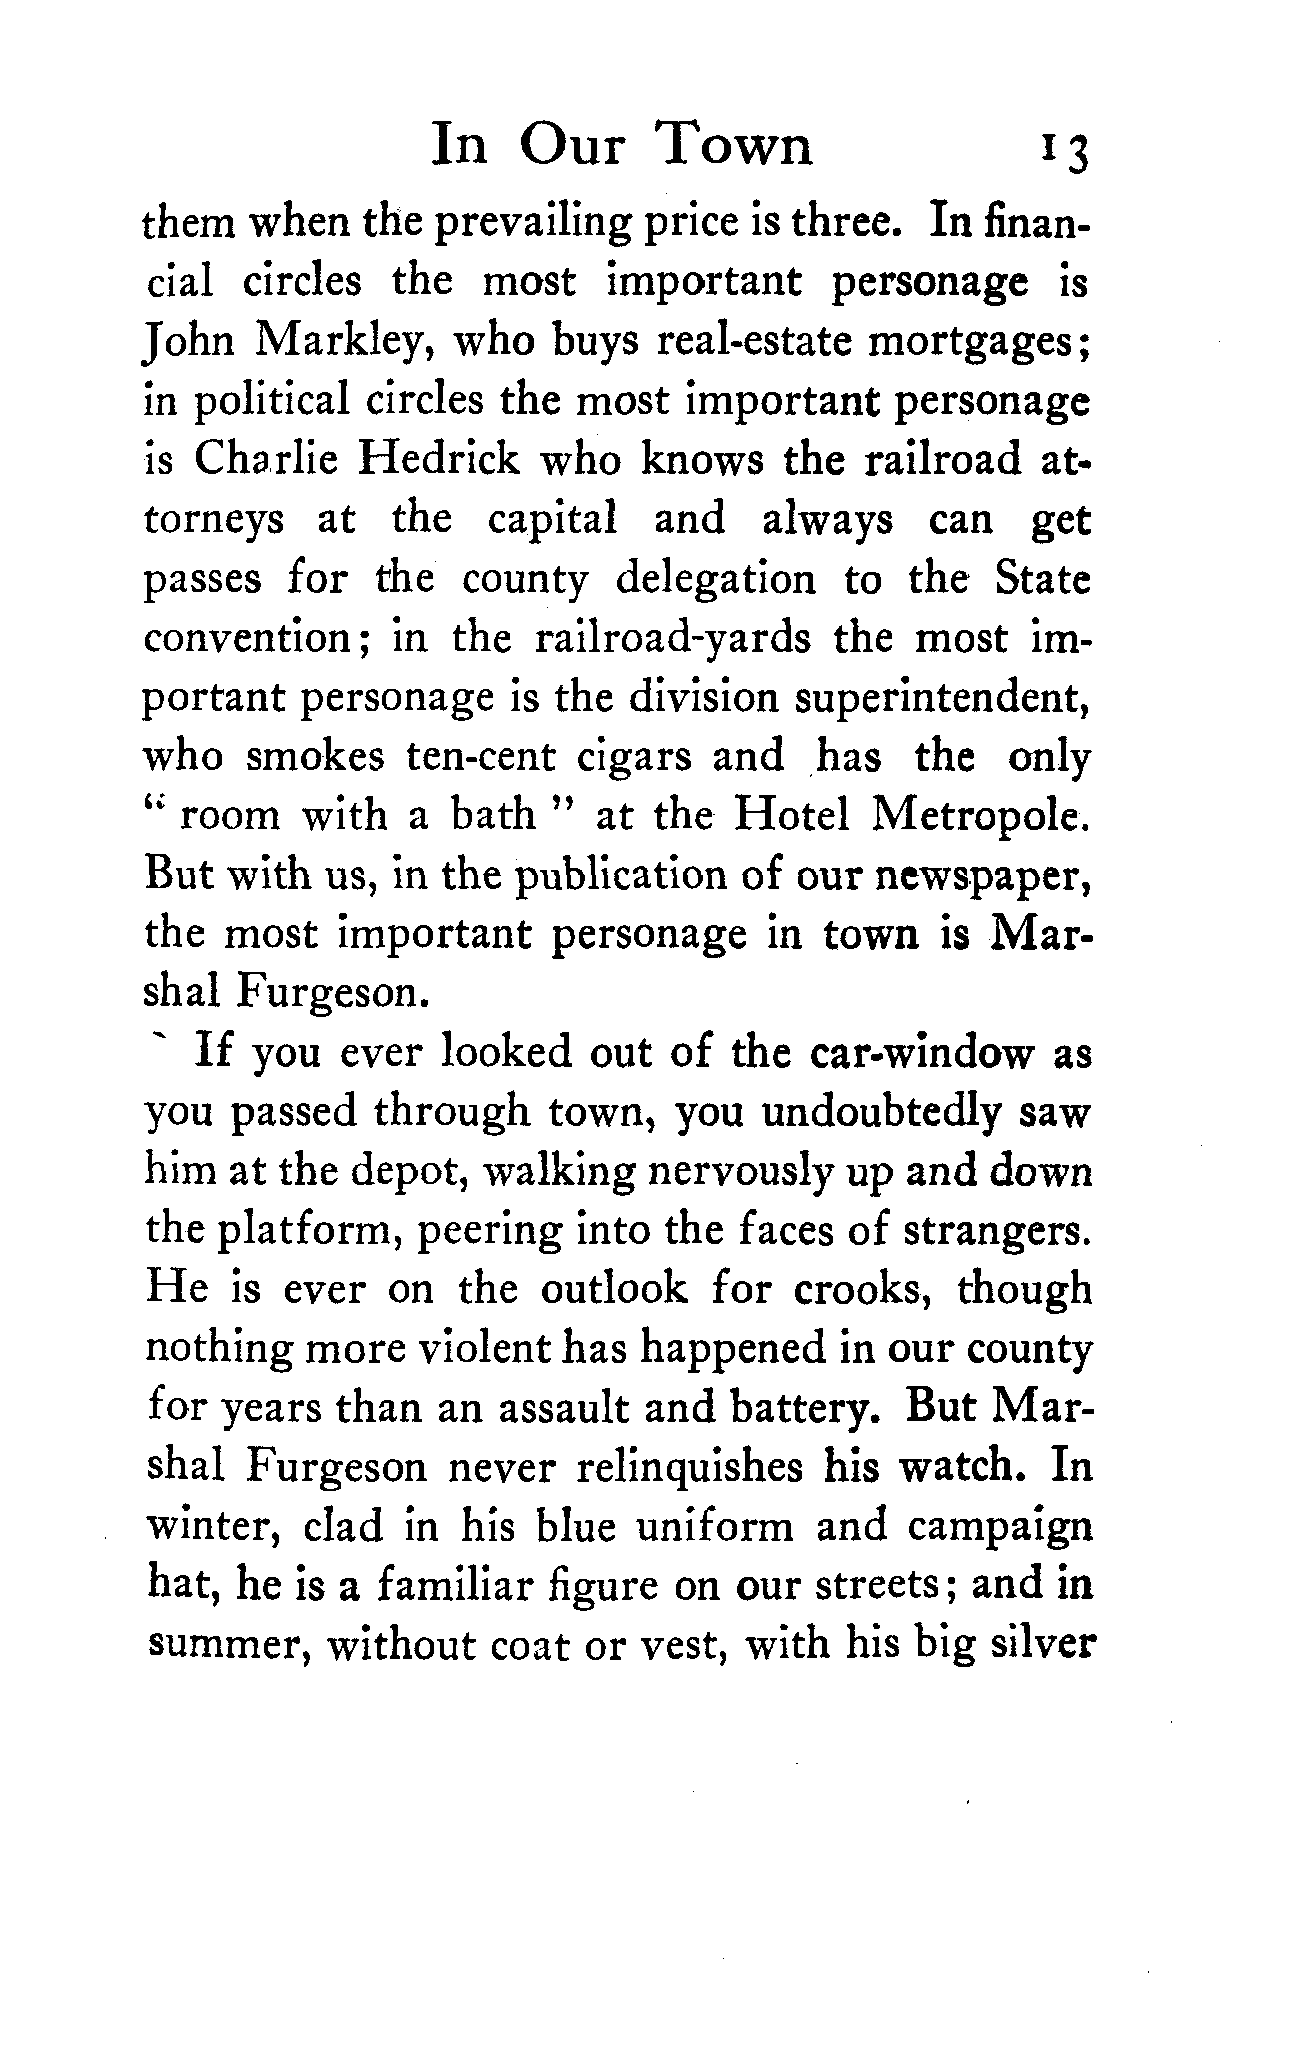 In Our Town 13
them when the prevailing price is three. In finan-
cial circles the most important personage is
John Markley, who buys real-estate mortgages;
in political circles the most important personage
is Charlie Hedrick who knows the railroad at-
torneys at the capital and always can get
passes for the county delegation to the State
convention; in the railroad-yards the most im-
portant personage is the division superintendent,
who smokes ten-cent cigars and has the only
“ room with a bath ” at the Hotel Metropole.
But with us, in the publication of our newspaper,
the most important personage in town is Mar-
shal Furgeson.
If you ever looked out of the car-window as
you passed through town, you undoubtedly saw
him at the depot, walking nervously up and down
the platform, peering into the faces of strangers.
He is ever on the outlook for crooks, though
nothing more violent has happened in our county
for years than an assault and battery. But Mar-
shal Furgeson never relinquishes his watch. In
winter, clad in his blue uniform and campaign
hat, he is a familiar figure on our streets; and in
summer, without coat or vest, with his big silver